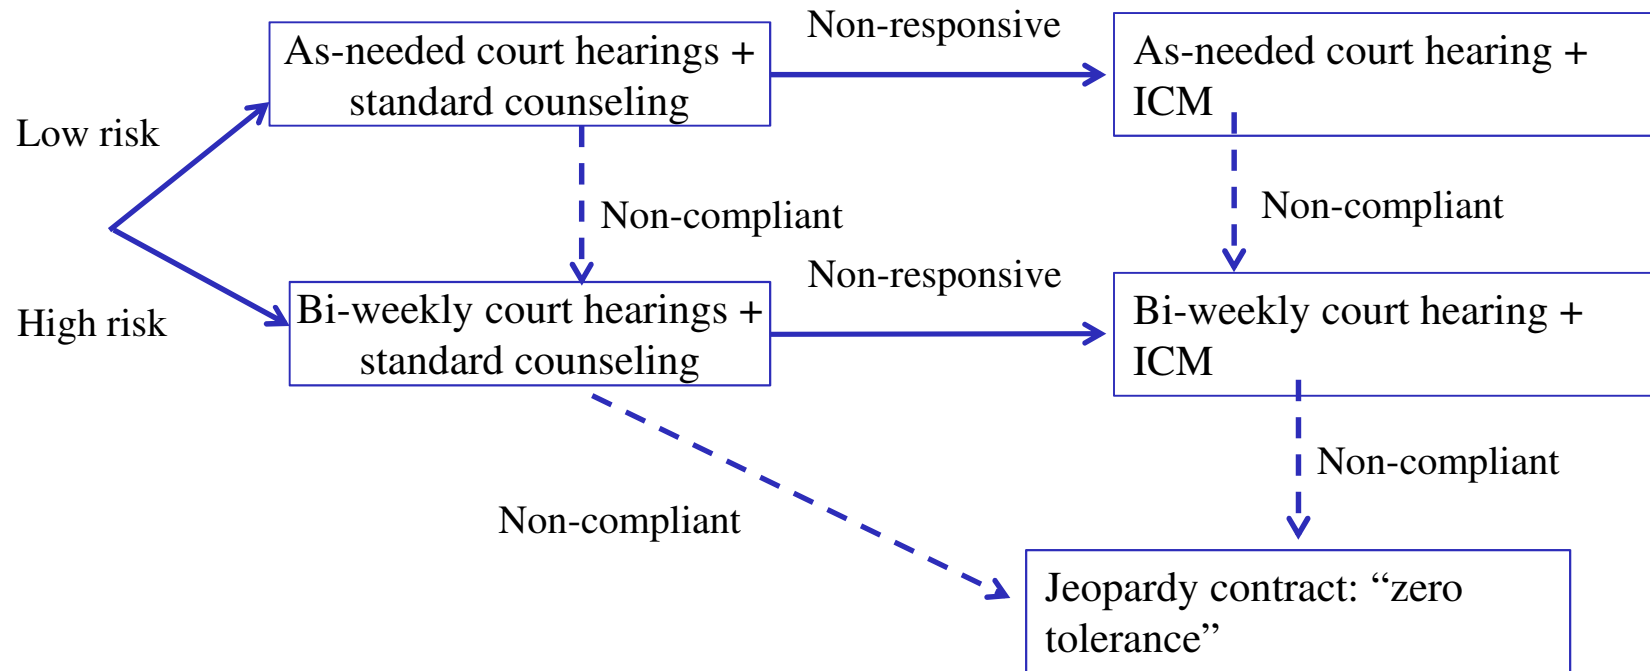 Non-responsive
As-needed court hearings +
standard counseling
As-needed court hearing +
ICM
Low risk
Non-compliant
Non-compliant
Non-responsive
High risk
Bi-weekly court hearings +
standard counseling
Bi-weekly court hearing +
ICM
Non-compliant
Non-compliant
Jeopardy contract: “zero
tolerance”